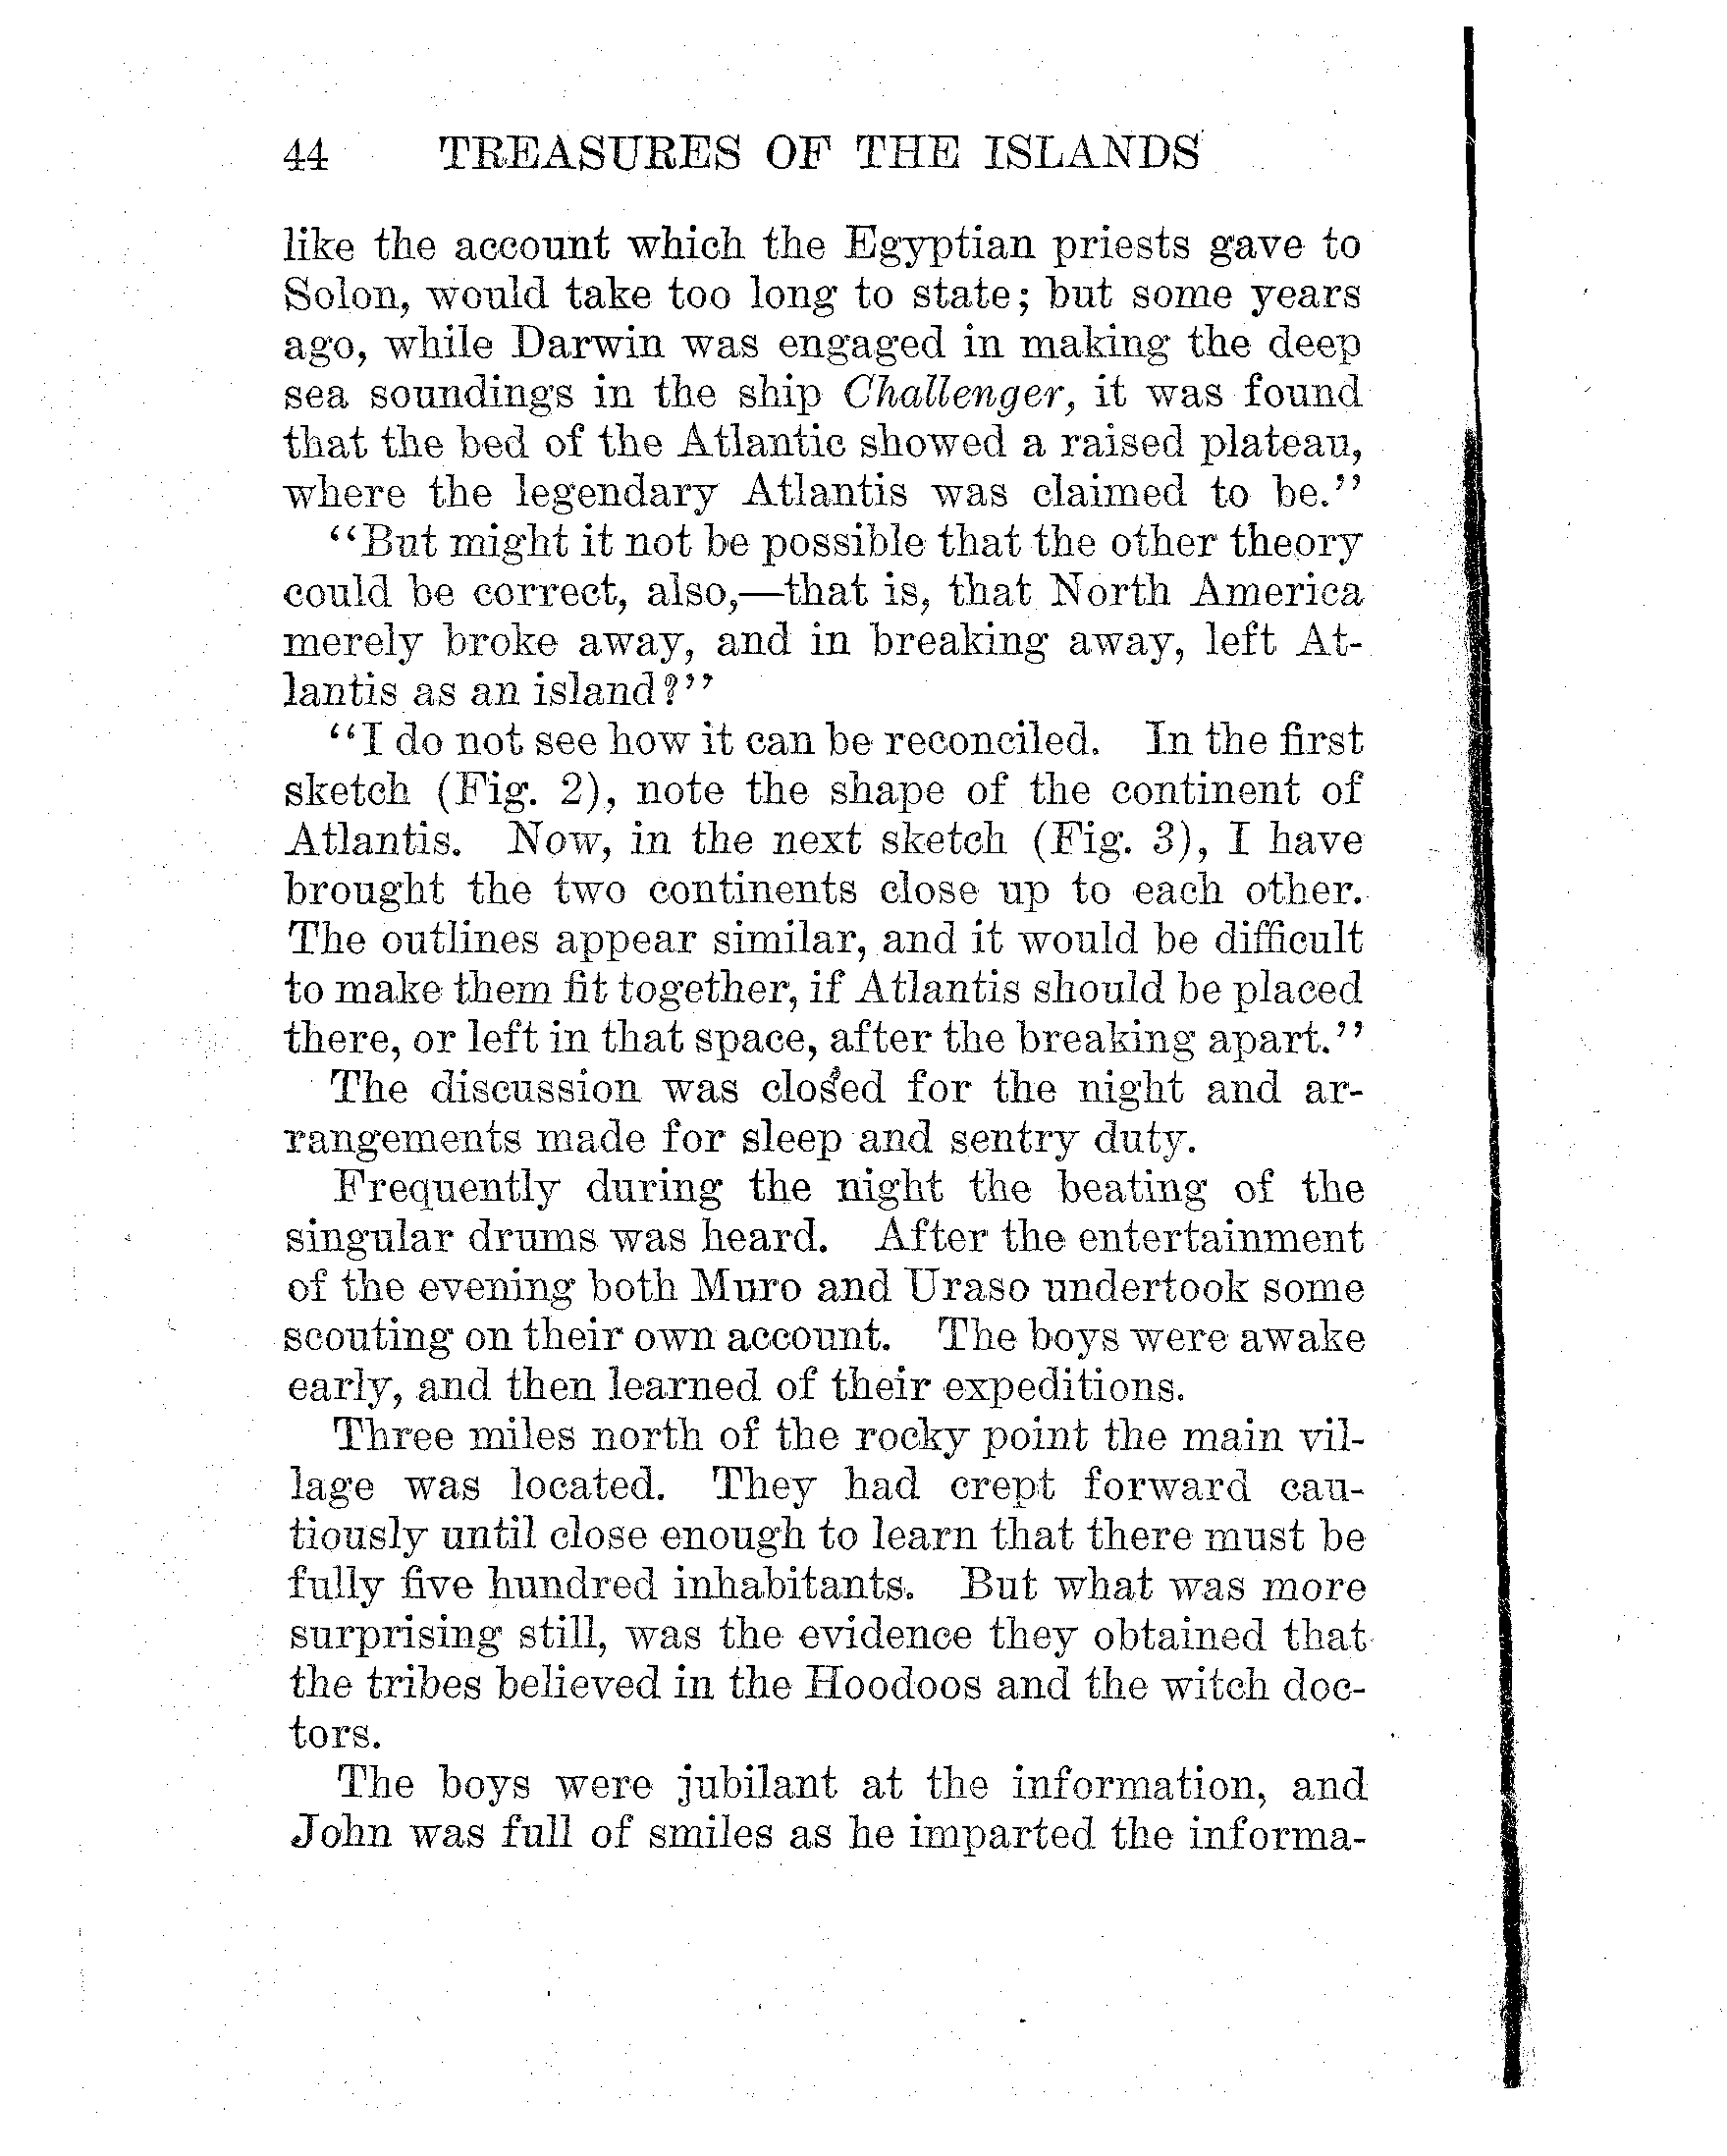 44 TREASURES OF THE ISLANDS
like the account which the Egyptian priests gave to
Solon, would take too long to state; but some years
ago, while Darwin was engaged in making the deep
sea soundings in the ship Challenger, it was found
that the bed of the Atlantic showed a raised plateau,
where the legendary Atlantis was claimed to be."
"But might it not be possible that the other theory
could be correct, also,—that is, that North America
merely broke away, and in breaking away, left At-
lantis as an island?"
"I do not see how it can be reconciled. In the first
sketch (Fig. 2), note the shape of the continent of
Atlantis. Now, in the next sketch (Fig. 3), I have
brought the two continents close up to each other.
The outlines appear similar, and it would be difficult
to make them fit together, if Atlantis should be placed
there, or left in that space, after the breaking apart."
The discussion was closed for the night and ar-
rangements made for sleep and sentry duty.
Frequently during the night the beating of the
singular drums was heard. After the entertainment
of the evening both Muro and Uraso undertook some
scouting on their own account. The boys were awake
early, and then learned of their expeditions.
Three miles north of the rocky point the main vil-
lage was located. They had crept forward cau-
tiously until close enough to learn that there must be
fully five hundred inhabitants. But what was more
surprising still, was the evidence they obtained that
the tribes believed in the Hoodoos and the witch doc-
tors.
The boys were jubilant at the information, and
John was full of smiles as he imparted the informa-